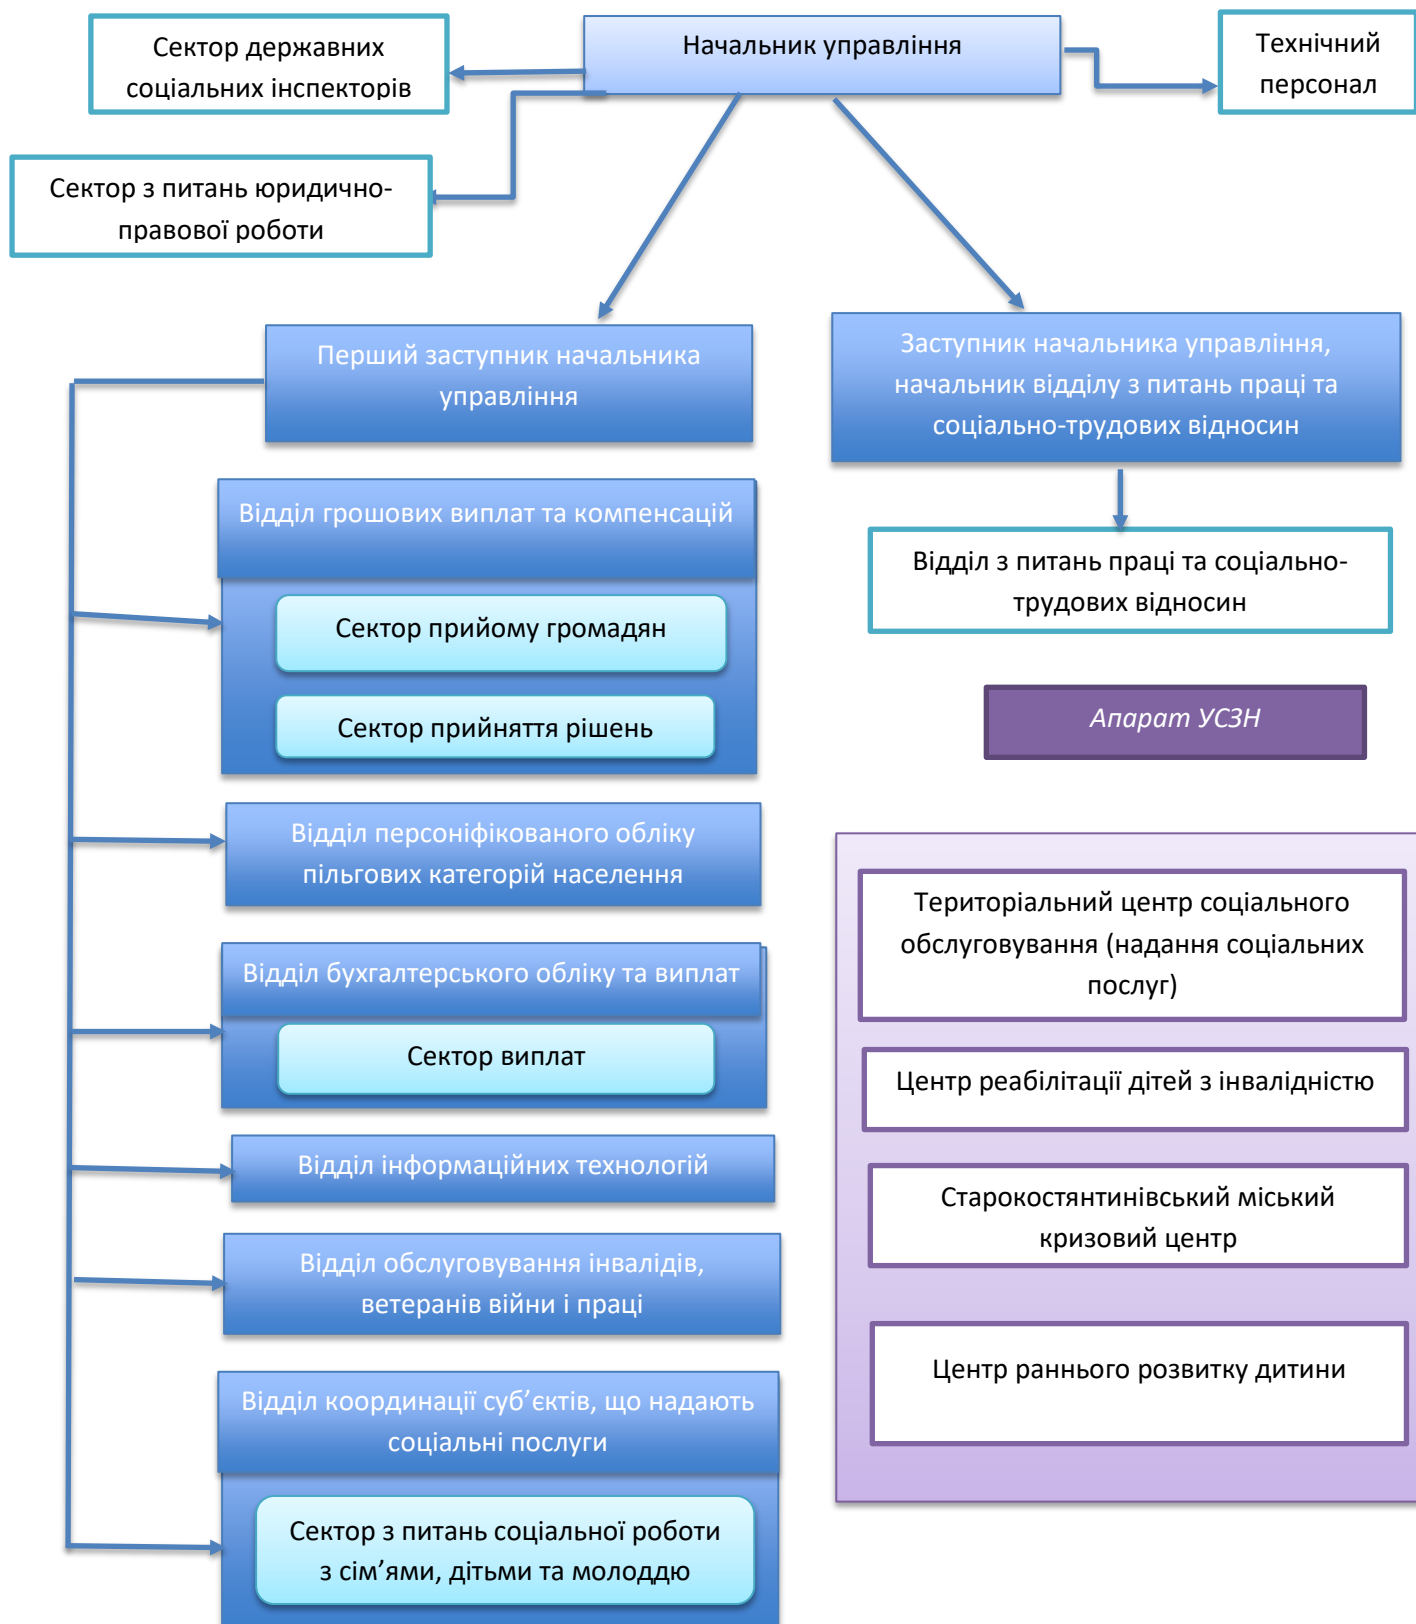 Начальник управління
Сектор державних
соціальних інспекторів
Технічний
персонал
Сектор з питань юридично-
правової роботи
Перший заступник начальника
управління
Заступник начальника управління,
начальник відділу з питань праці та
соціально-трудових відносин
Відділ грошових виплат та компенсацій
Сектор прийому громадян
Сектор прийняття рішень
Відділ з питань праці та соціально-
трудових відносин
Апарат УСЗН
Відділ персоніфікованого обліку
пільгових категорій населення
Відділ бухгалтерського обліку та виплат
Сектор виплат
Відділ інформаційних технологій
Відділ обслуговування інвалідів,
ветеранів війни і праці
Відділ координації суб’єктів, що надають
соціальні послуги
Сектор з питань соціальної роботи
з сім’ями, дітьми та молоддю
Територіальний центр соціального
обслуговування (надання соціальних
послуг)
Центр реабілітації дітей з інвалідністю
Старокостянтинівський міський
кризовий центр
Центр раннього розвитку дитини